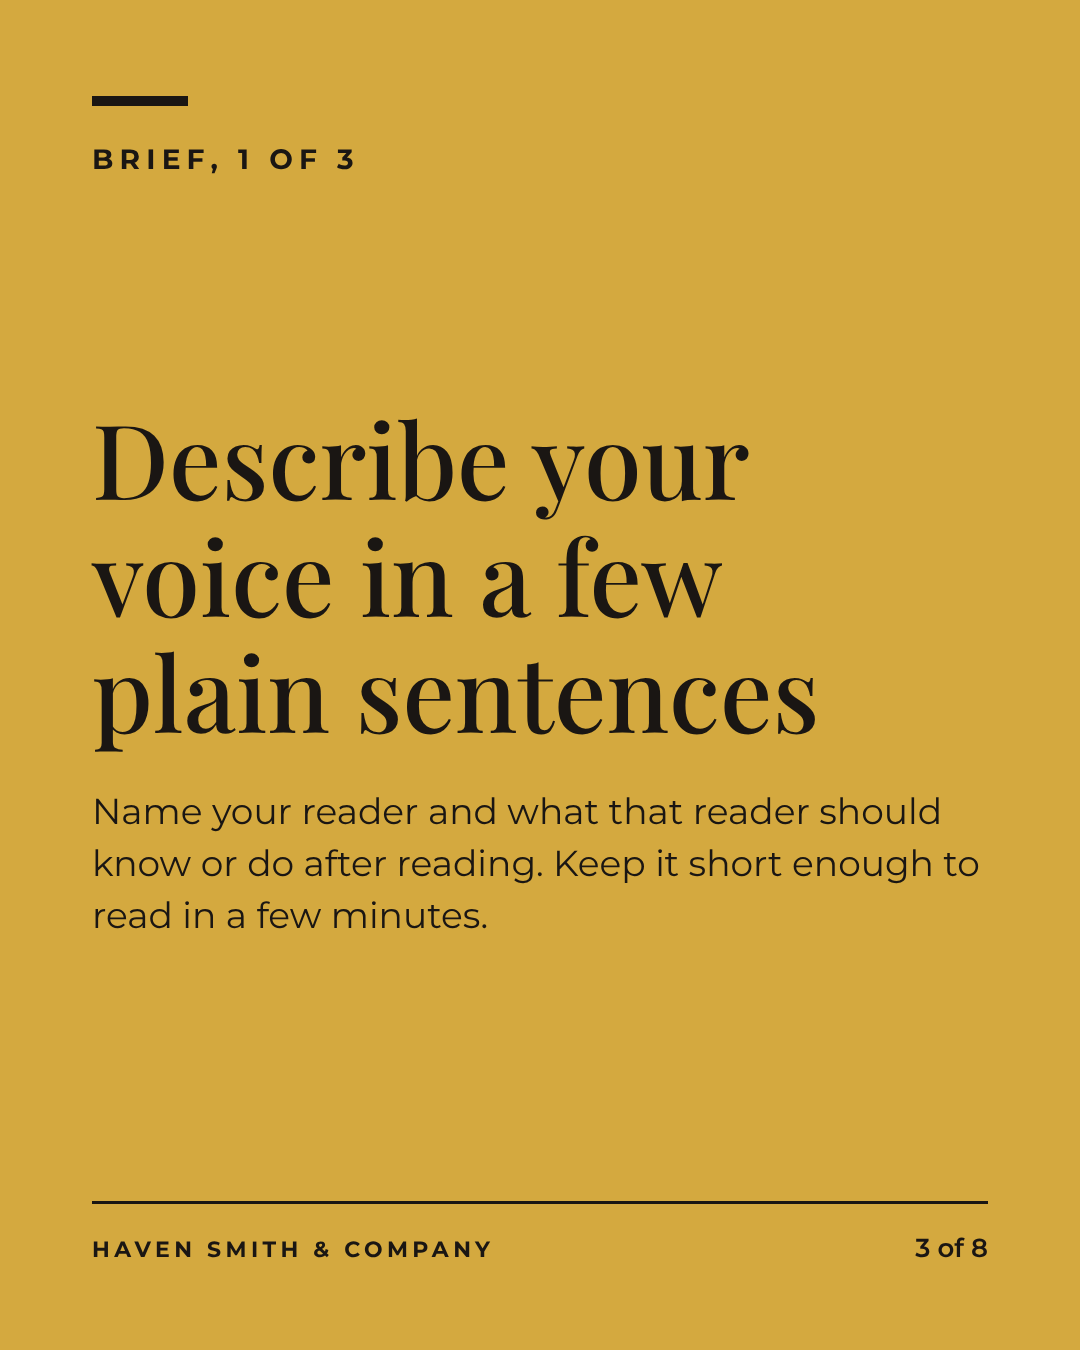 BRIEF, 1 OF 3
Describe your
voice in a few
plain sentences
Name your reader and what that reader should
know or do after reading. Keep it short enough to
read in a few minutes.
HAVEN SMITH & COMPANY
3 of 8